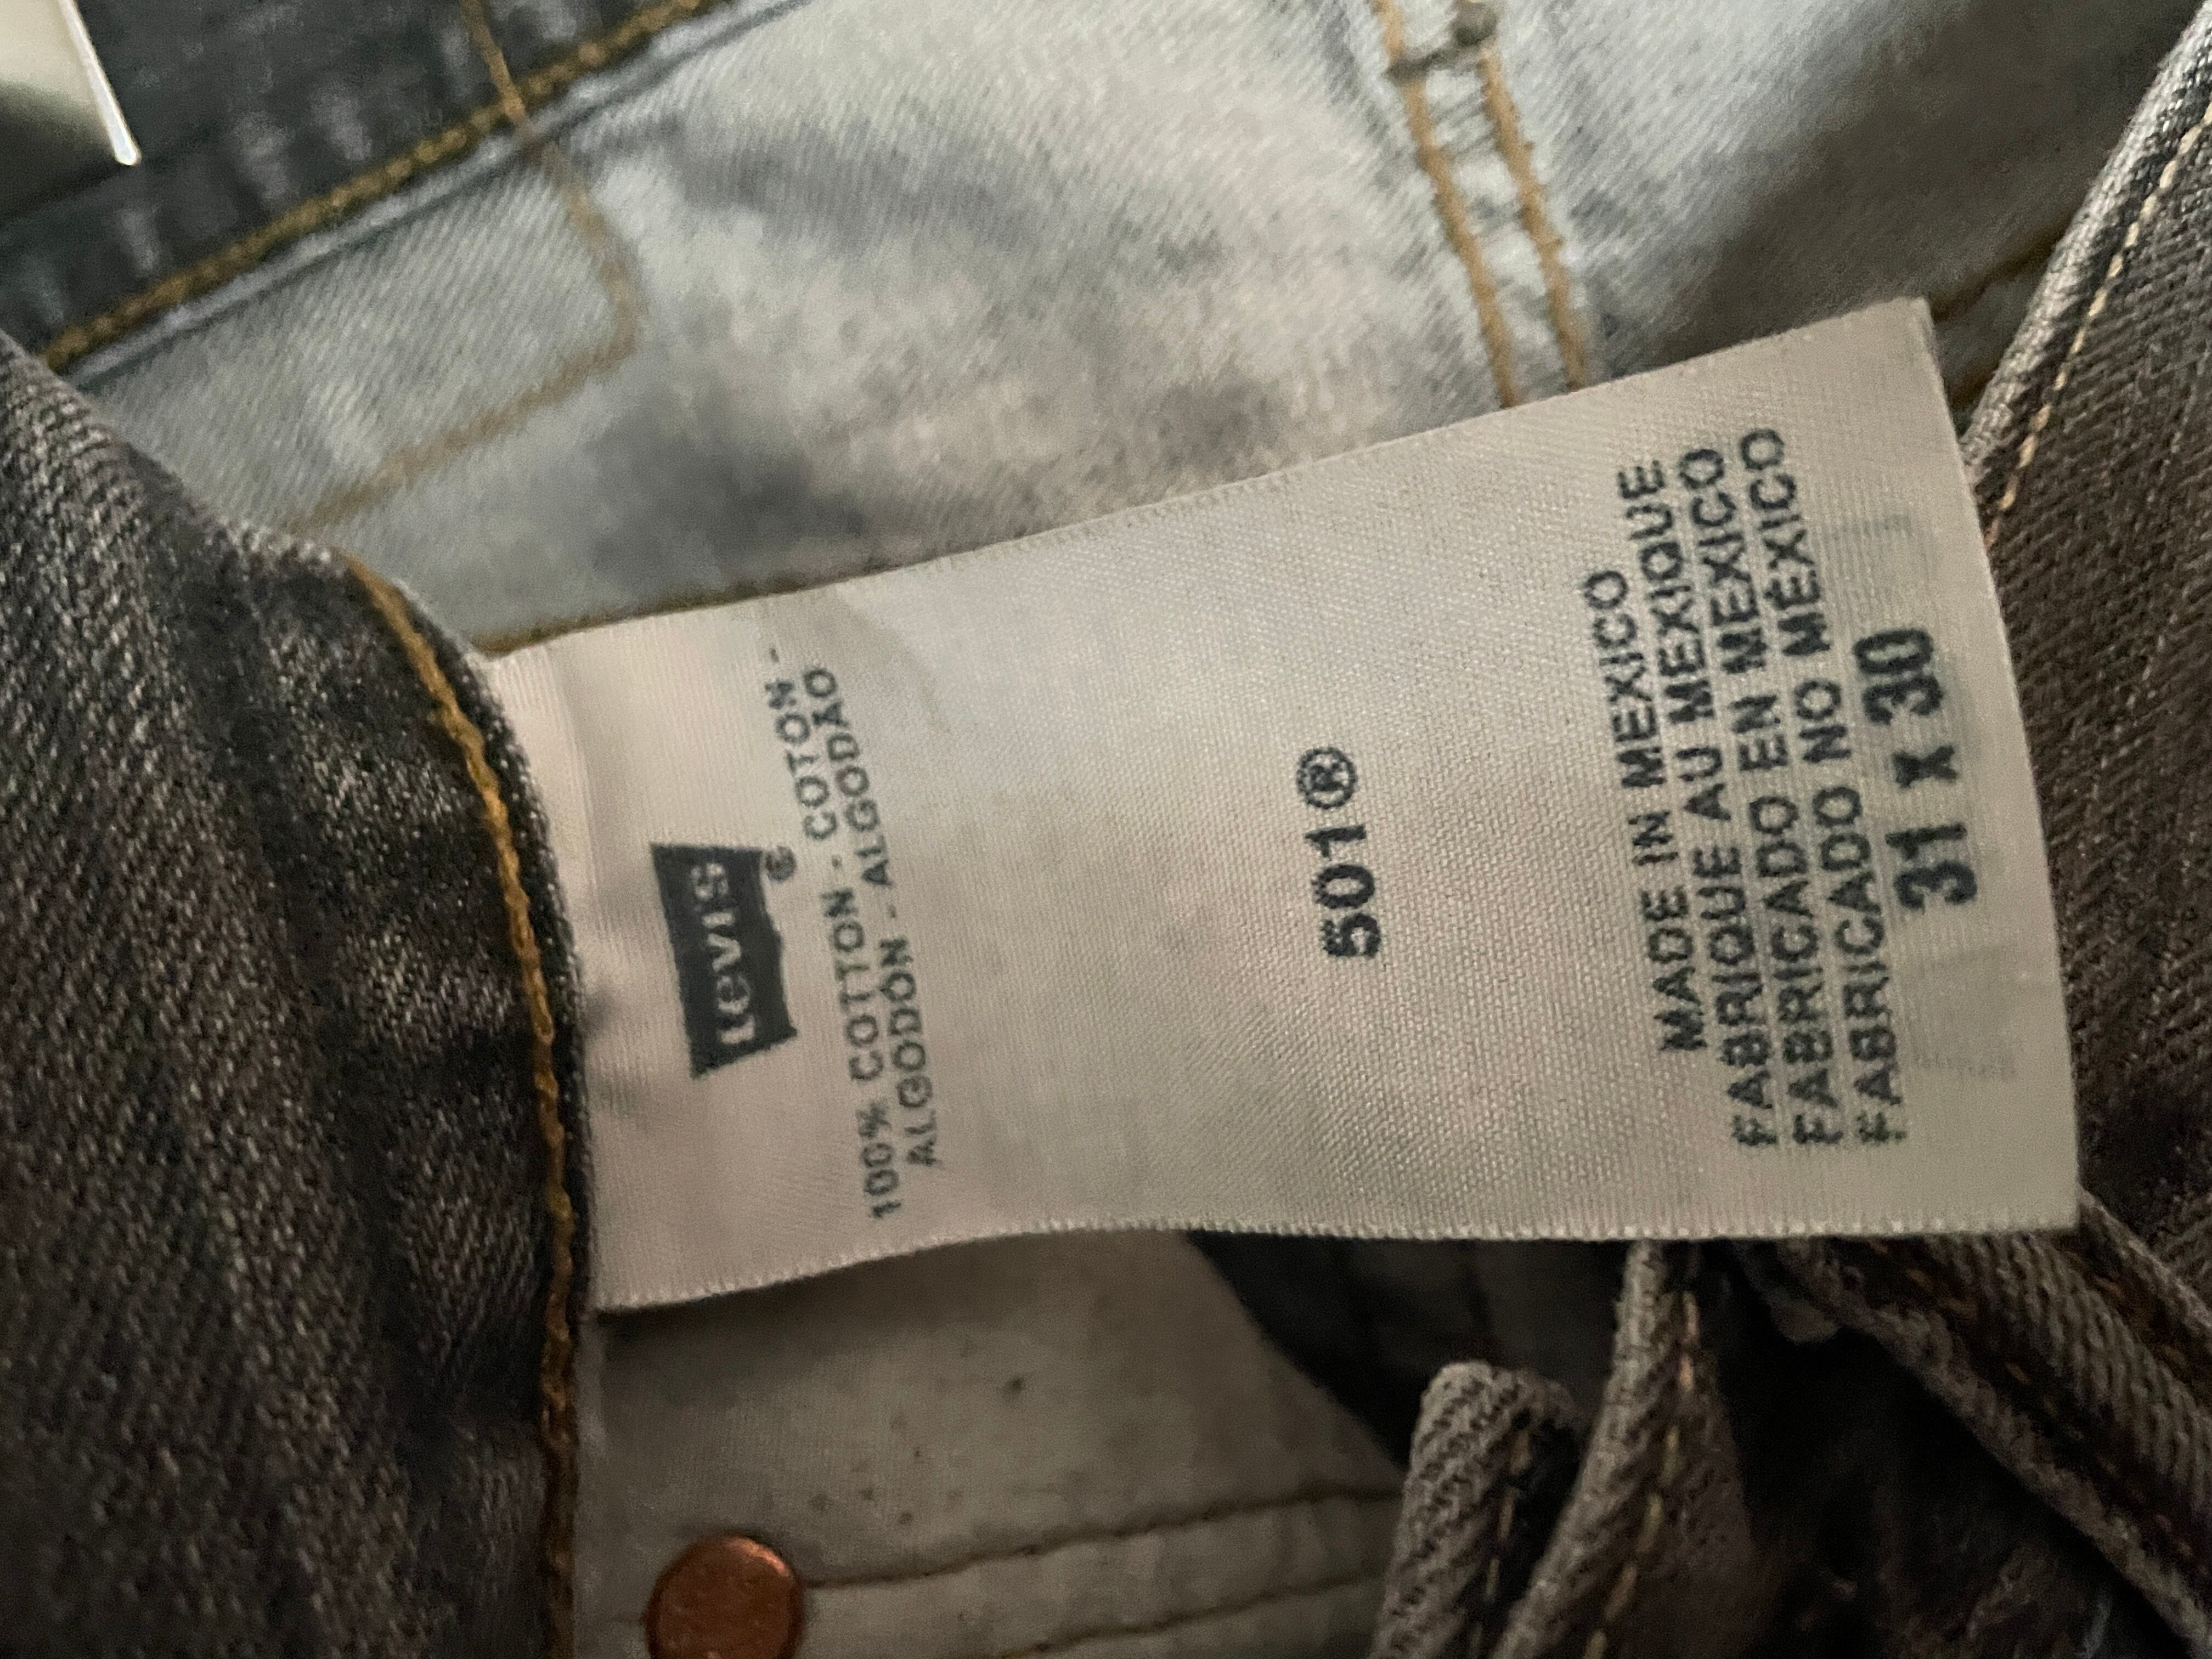 Levi's®
100% COTTON - COTON -
ALGODÓN - ALGODÃO
501®
MADE IN MEXICO
FABRIQUE AU MEXIQUE
FABRICADO EN MEXICO
FABRICADO NO MÉXICO
31 X 30